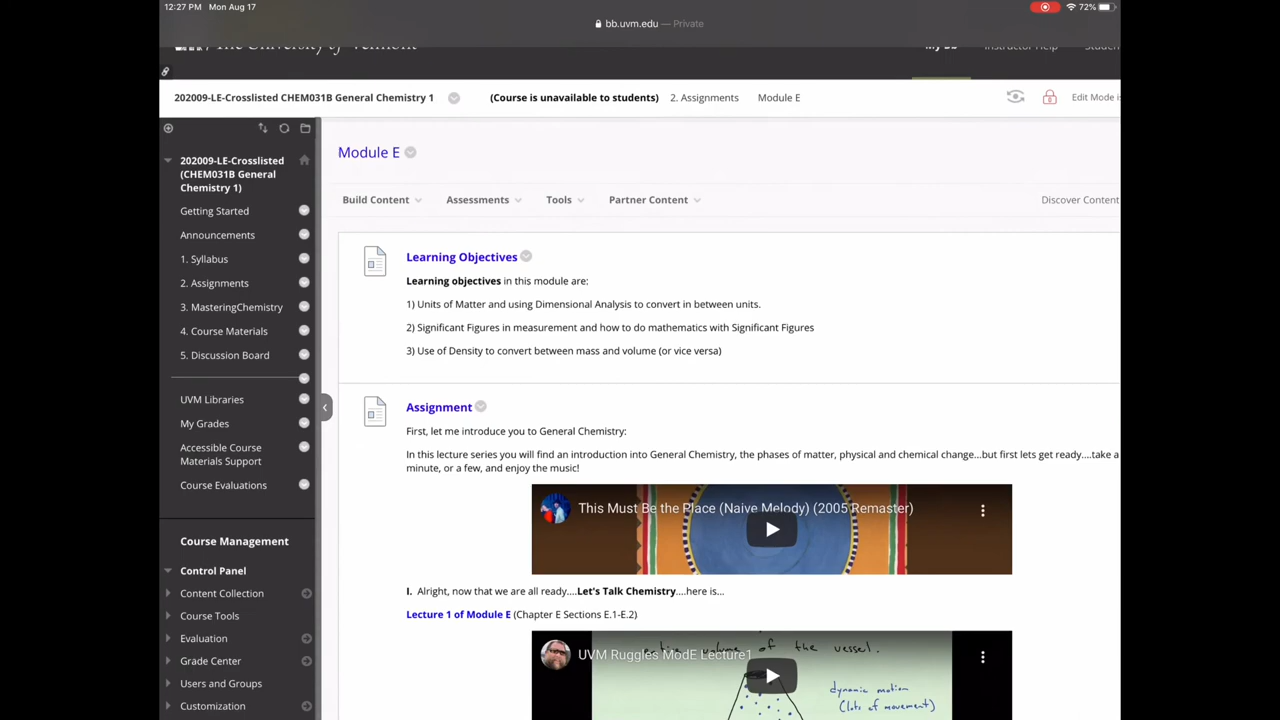 12:27 PM Mon Aug 17
72%
bb.uvm.edu — Private
The University of Vermont
My Bb
Instructor Help
202009-LE-Crosslisted CHEM031B General Chemistry 1
(Course is unavailable to students)
2. Assignments
Module E
Edit Mode is
202009-LE-Crosslisted
(CHEM031B General
Chemistry 1)
Getting Started
Announcements
1. Syllabus
2. Assignments
3. MasteringChemistry
4. Course Materials
5. Discussion Board
UVM Libraries
My Grades
Accessible Course
Materials Support
Course Evaluations
Course Management
Control Panel
Content Collection
Course Tools
Evaluation
Grade Center
Users and Groups
Customization
Module E
Build Content
Assessments
Tools
Partner Content
Discover Content
Learning Objectives
Learning objectives in this module are:
1) Units of Matter and using Dimensional Analysis to convert in between units.
2) Significant Figures in measurement and how to do mathematics with Significant Figures
3) Use of Density to convert between mass and volume (or vice versa)
Assignment
First, let me introduce you to General Chemistry:
In this lecture series you will find an introduction into General Chemistry, the phases of matter, physical and chemical change...but first lets get ready....take a
minute, or a few, and enjoy the music!
This Must Be the Place (Naive Melody) (2005 Remaster)
I. Alright, now that we are all ready....Let's Talk Chemistry....here is...
Lecture 1 of Module E (Chapter E Sections E.1-E.2)
volume of the vessel.
UVM Ruggles ModE Lecture1
dynamic motion
(lots of movement)